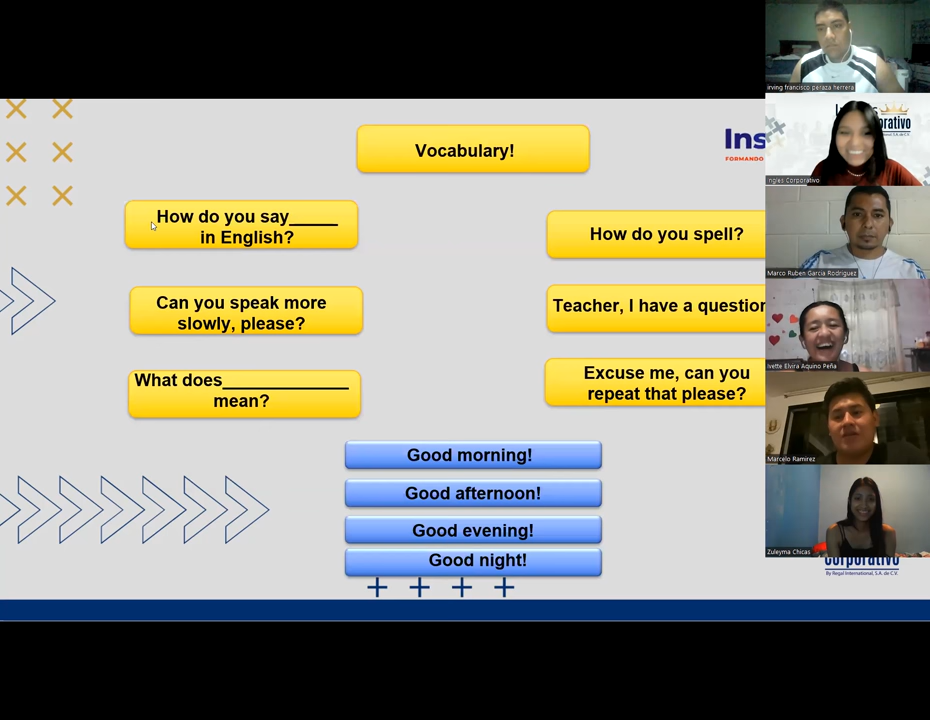 Vocabulary!
Ins
FORMANDO
How do you say_____
in English?
How do you spell?
Can you speak more
slowly, please?
Teacher, I have a question
What does____________
mean?
Excuse me, can you
repeat that please?
Good morning!
Good afternoon!
Good evening!
Good night!
Corporativo
By Regal International, S.A. de C.V.
irving francisco peraza herrera
Ingles Corporativo
Marco Ruben Garcia Rodriguez
Ivette Elvira Aquino Peña
Marcelo Ramirez
Zuleyma Chicas